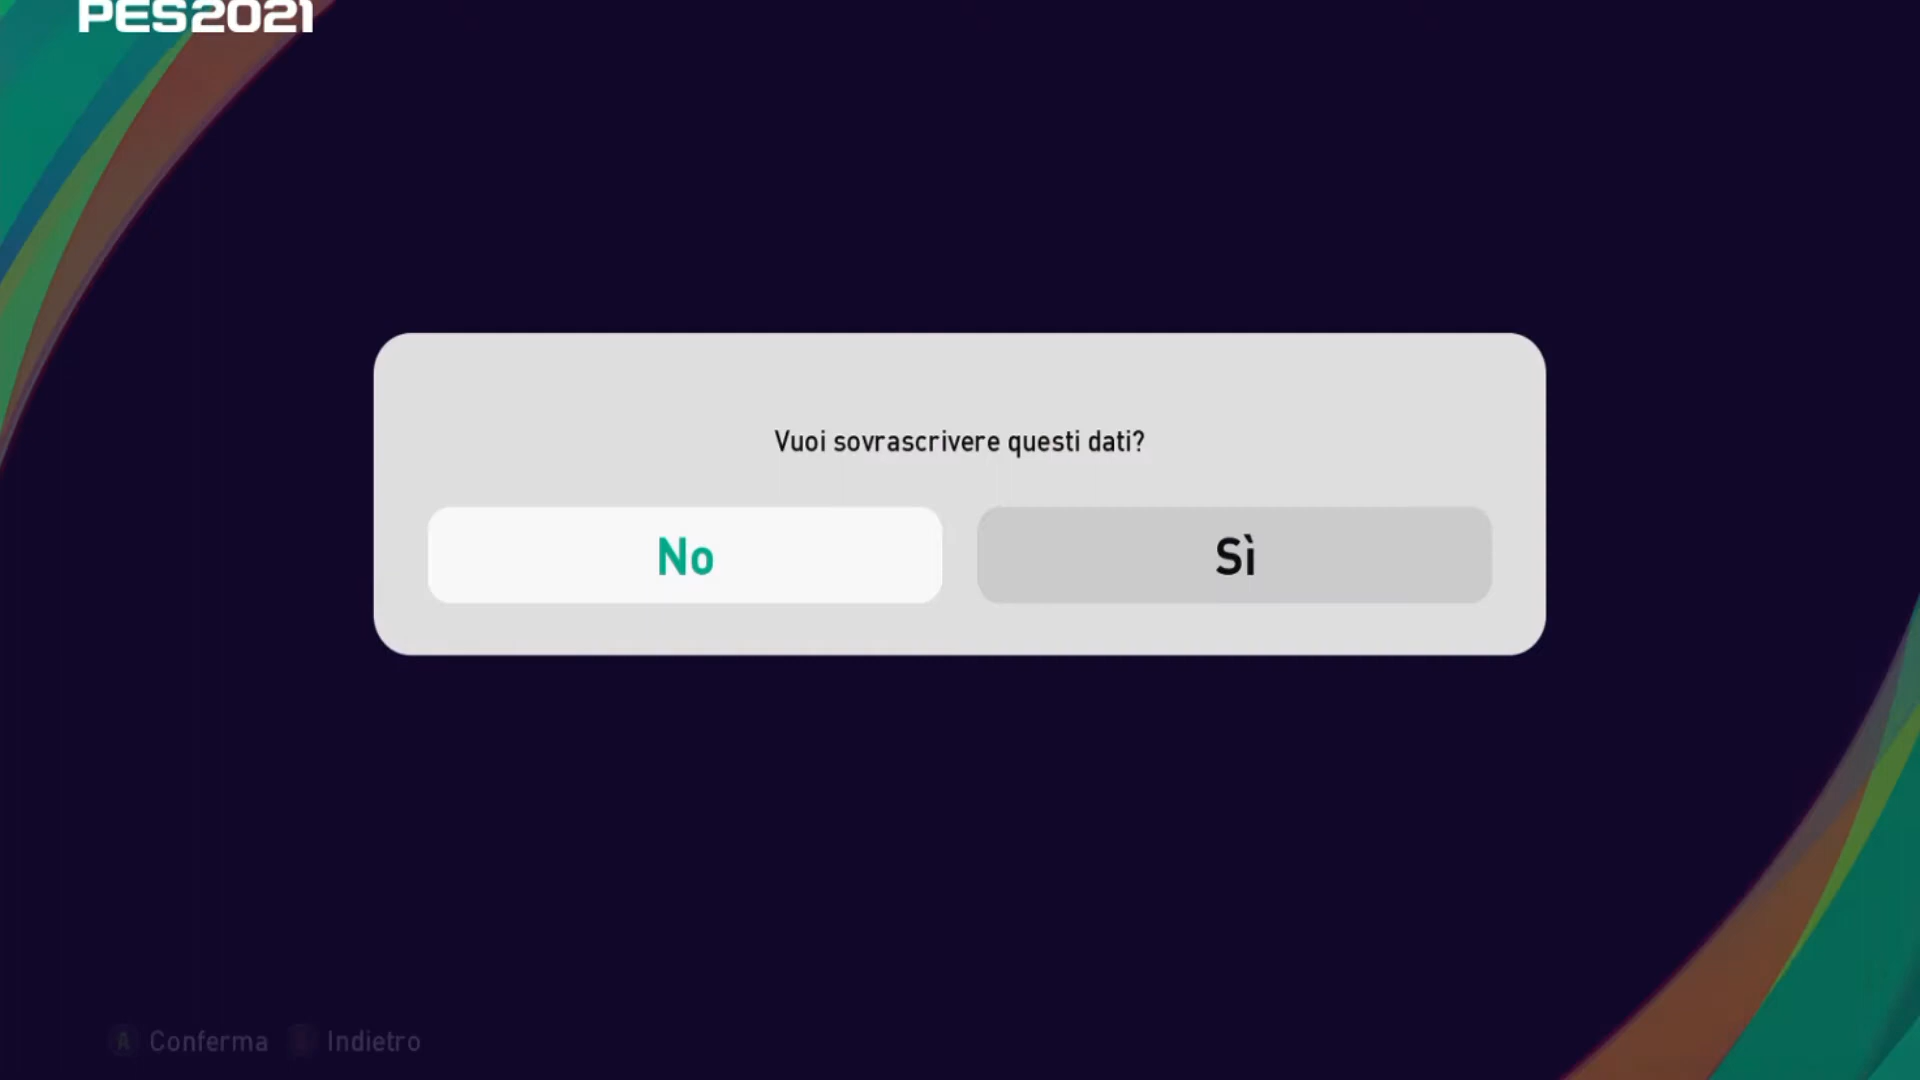 PES2021
Vuoi sovrascrivere questi dati?
No
Sì
A Conferma Indietro